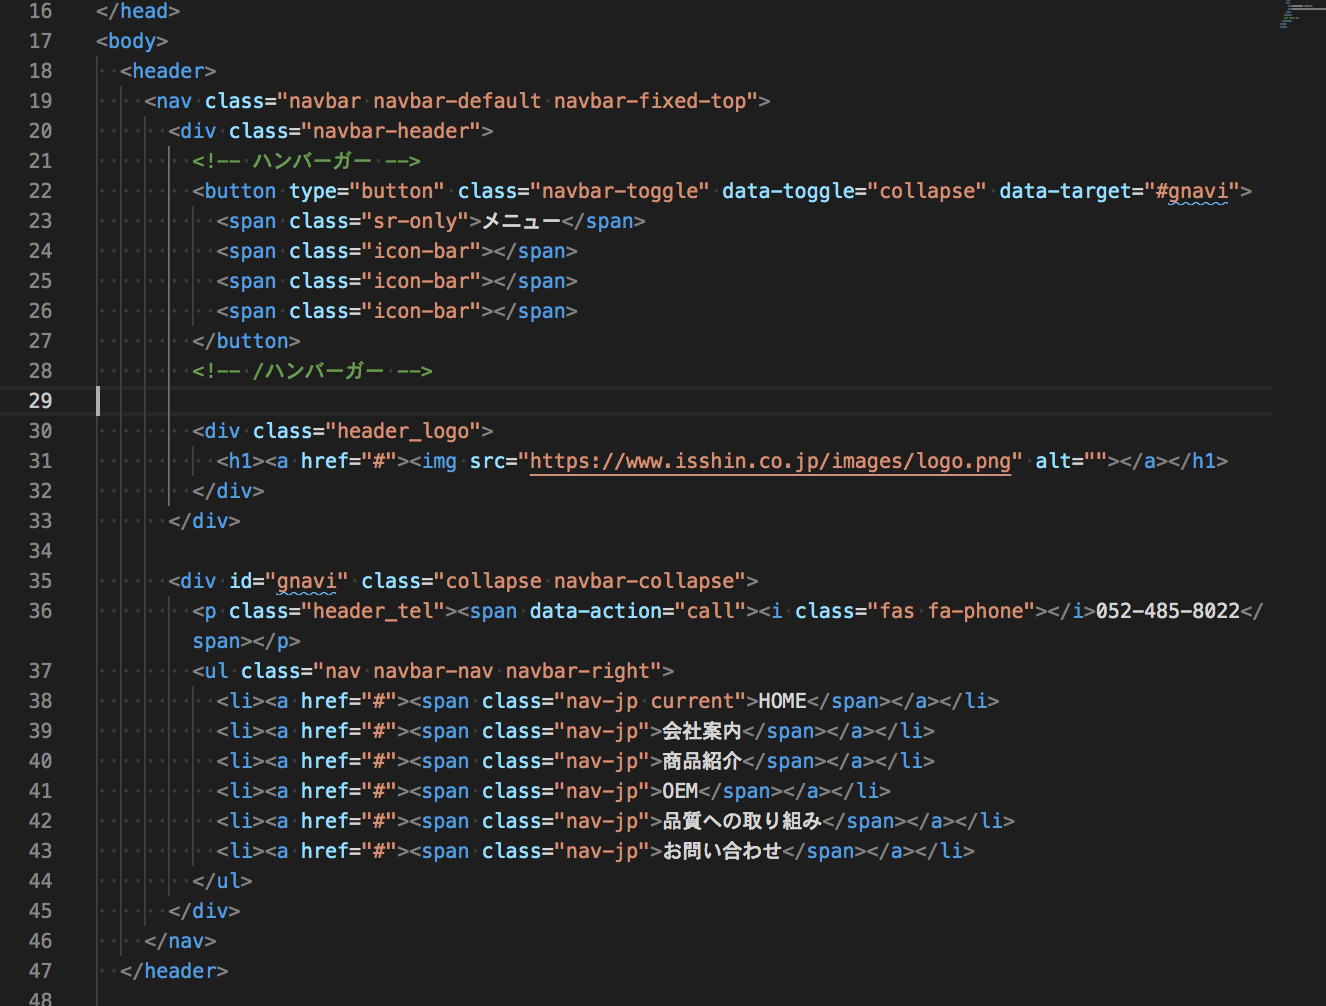 16 </head>
17 <body>
18 <header>
19 <nav class="navbar navbar-default navbar-fixed-top">
20 <div class="navbar-header">
21 <!-- ハンバーガー -->
22 <button type="button" class="navbar-toggle" data-toggle="collapse" data-target="#gnavi">
23 <span class="sr-only">メニュー</span>
24 <span class="icon-bar"></span>
25 <span class="icon-bar"></span>
26 <span class="icon-bar"></span>
27 </button>
28 <!-- /ハンバーガー -->
29
30 <div class="header_logo">
31 <h1><a href="#"><img src="https://www.isshin.co.jp/images/logo.png" alt=""></a></h1>
32 </div>
33 </div>
34
35 <div id="gnavi" class="collapse navbar-collapse">
36 <p class="header_tel"><span data-action="call"><i class="fas fa-phone"></i>052-485-8022</
span></p>
37 <ul class="nav navbar-nav navbar-right">
38 <li><a href="#"><span class="nav-jp current">HOME</span></a></li>
39 <li><a href="#"><span class="nav-jp">会社案内</span></a></li>
40 <li><a href="#"><span class="nav-jp">商品紹介</span></a></li>
41 <li><a href="#"><span class="nav-jp">OEM</span></a></li>
42 <li><a href="#"><span class="nav-jp">品質への取り組み</span></a></li>
43 <li><a href="#"><span class="nav-jp">お問い合わせ</span></a></li>
44 </ul>
45 </div>
46 </nav>
47 </header>
48